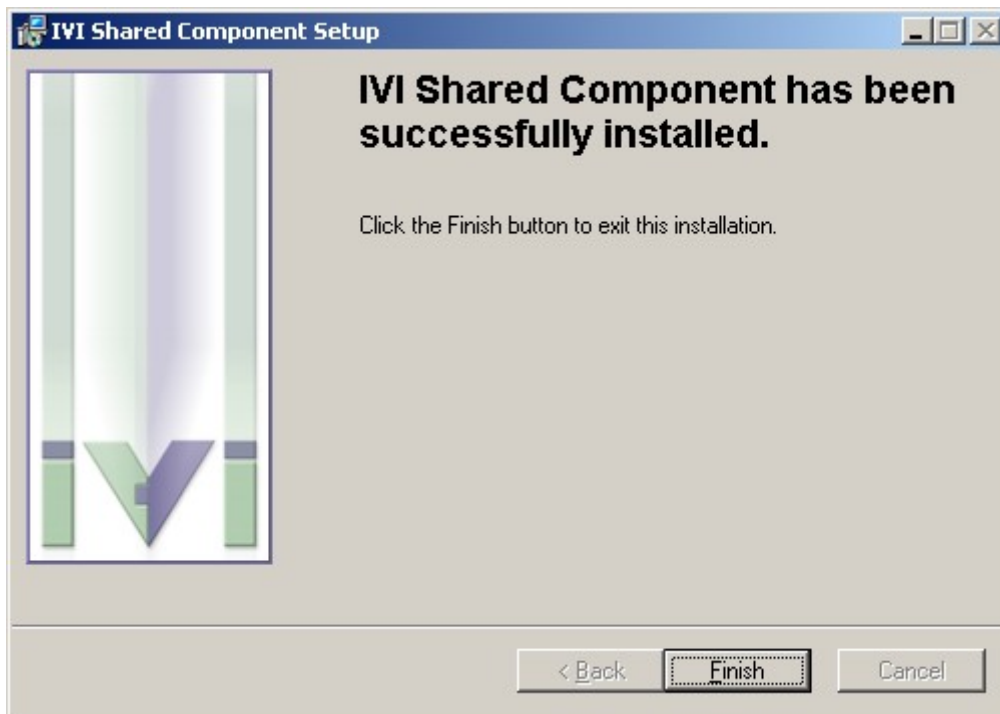 IVI Shared Component Setup
IVI Shared Component has been
successfully installed.
Click the Finish button to exit this installation.
ivi
< Back
Finish
Cancel